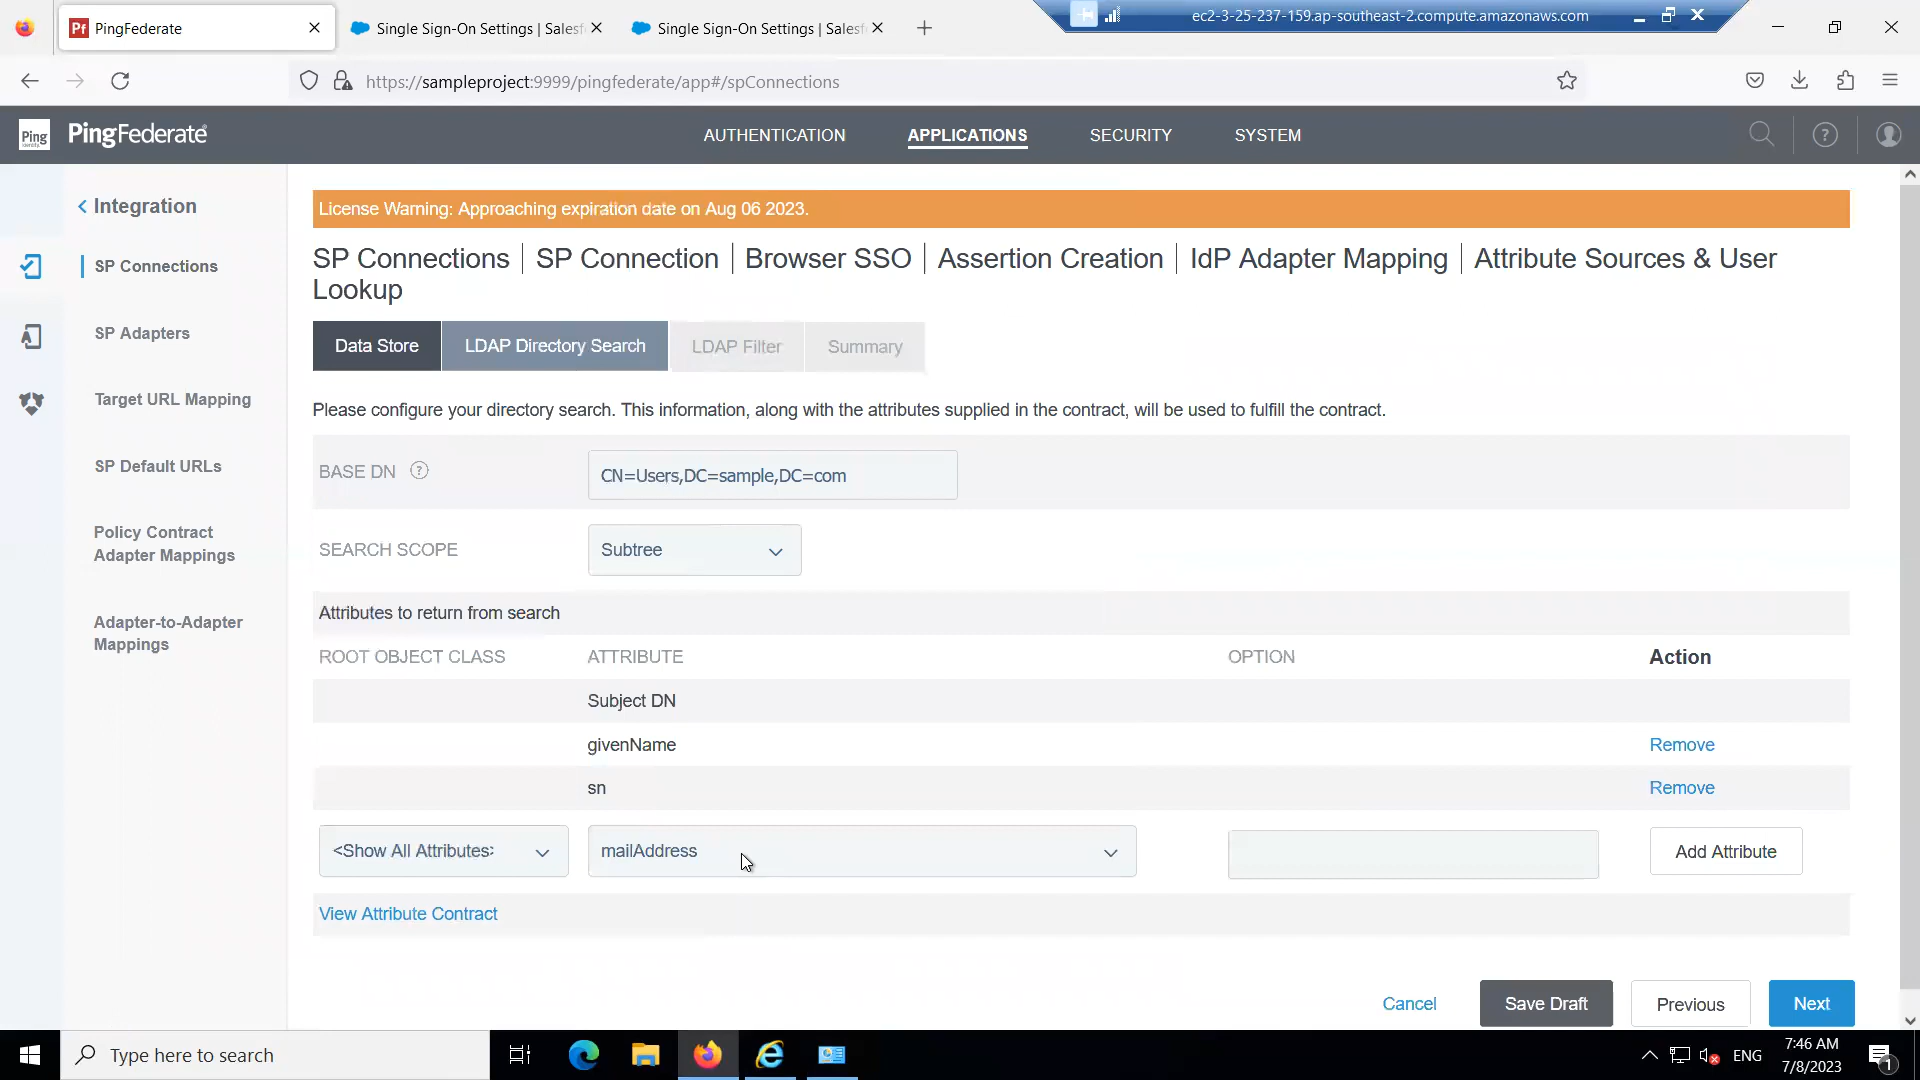 PingFederate
Single Sign-On Settings | Salesf
Single Sign-On Settings | Salesf
ec2-3-25-237-159.ap-southeast-2.compute.amazonaws.com
https://sampleproject:9999/pingfederate/app#/spConnections
Ping
PingFederate
AUTHENTICATION
APPLICATIONS
SECURITY
SYSTEM
Integration
SP Connections
SP Adapters
Target URL Mapping
SP Default URLs
Policy Contract
Adapter Mappings
Adapter-to-Adapter
Mappings
License Warning: Approaching expiration date on Aug 06 2023.
SP Connections | SP Connection | Browser SSO | Assertion Creation | IdP Adapter Mapping | Attribute Sources & User
Lookup
Data Store
LDAP Directory Search
LDAP Filter
Summary
Please configure your directory search. This information, along with the attributes supplied in the contract, will be used to fulfill the contract.
BASE DN ?
CN=Users,DC=sample,DC=com
SEARCH SCOPE
Subtree
Attributes to return from search
ROOT OBJECT CLASS
ATTRIBUTE
OPTION
Action
Subject DN
givenName
Remove
sn
Remove
<Show All Attributes>
mailAddress
Add Attribute
View Attribute Contract
Cancel
Save Draft
Previous
Next
Type here to search
ENG
7:46 AM
7/8/2023
1